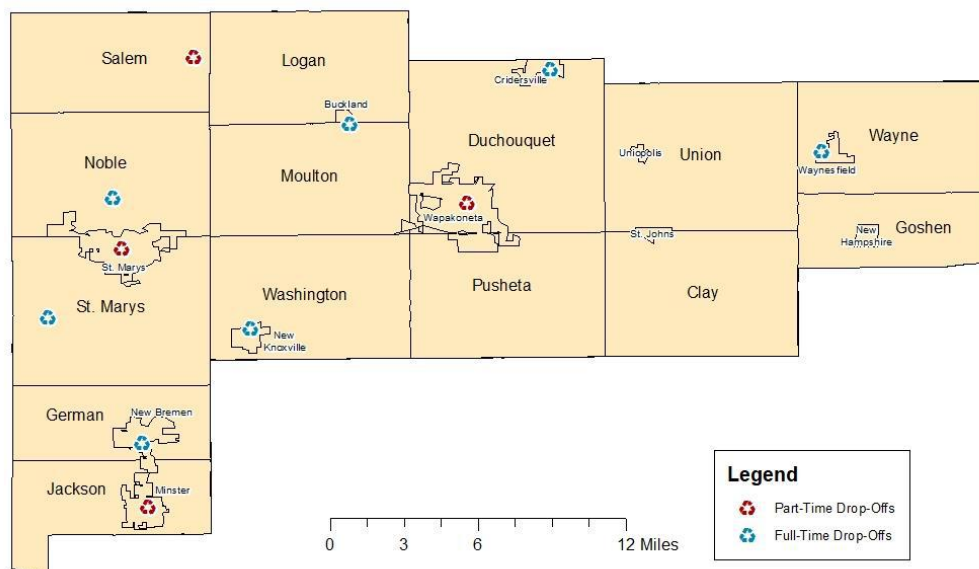 Salem
Logan
Cridersville
Buckland
Duchouquet
Noble
Moulton
Uniopolis
Union
Wayne
Waynesfield
Wapakoneta
St. Marys
St. Johns
New
Hampshire
Goshen
St. Marys
Washington
Pusheta
Clay
New
Knoxville
German
New Bremen
Jackson
Minster
Legend
Part-Time Drop-Offs
Full-Time Drop-Offs
0 3 6 12 Miles